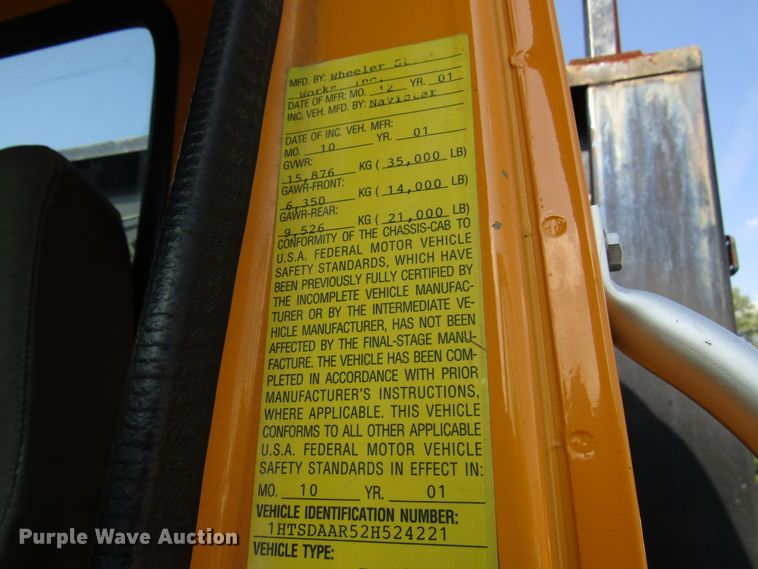 MFD. BY: Wheeler
Works, Inc.
DATE OF MFR: MO. 12 YR. 01
INC. VEH. MFD. BY: Navistar
DATE OF INC. VEH. MFR:
MO. 10 YR. 01
GVWR:
15,876 KG ( 35,000 LB)
GAWR-FRONT:
6,350 KG ( 14,000 LB)
GAWR-REAR:
9,526 KG ( 21,000 LB)
CONFORMITY OF THE CHASSIS-CAB TO
U.S.A. FEDERAL MOTOR VEHICLE
SAFETY STANDARDS, WHICH HAVE
BEEN PREVIOUSLY FULLY CERTIFIED BY
THE INCOMPLETE VEHICLE MANUFAC-
TURER OR BY THE INTERMEDIATE VE-
HICLE MANUFACTURER, HAS NOT BEEN
AFFECTED BY THE FINAL-STAGE MANU-
FACTURE. THE VEHICLE HAS BEEN COM-
PLETED IN ACCORDANCE WITH PRIOR
MANUFACTURER'S INSTRUCTIONS,
WHERE APPLICABLE. THIS VEHICLE
CONFORMS TO ALL OTHER APPLICABLE
U.S.A. FEDERAL MOTOR VEHICLE
SAFETY STANDARDS IN EFFECT IN:
MO. 10 YR. 01
VEHICLE IDENTIFICATION NUMBER:
1HTSDAAR52H524221
VEHICLE TYPE:
Purple Wave Auction